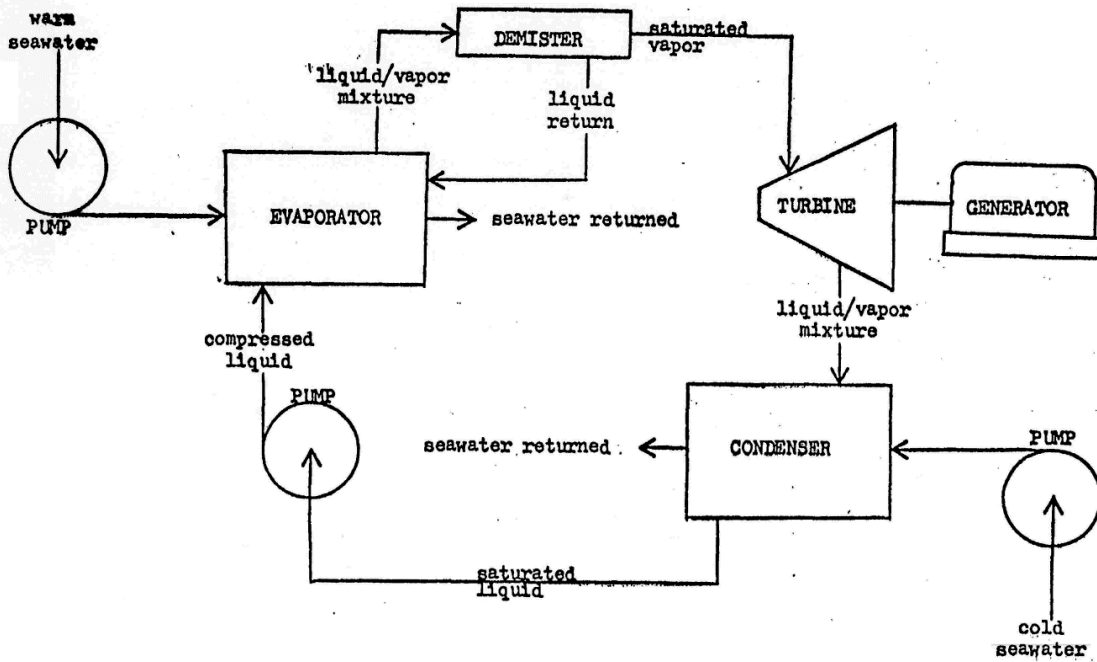 warm
seawater
DEMISTER
saturated
vapor
liquid/vapor
mixture
liquid
return
PUMP
EVAPORATOR
seawater returned
TURBINE
GENERATOR
liquid/vapor
mixture
compressed
liquid
PUMP
seawater returned
CONDENSER
PUMP
saturated
liquid
cold
seawater